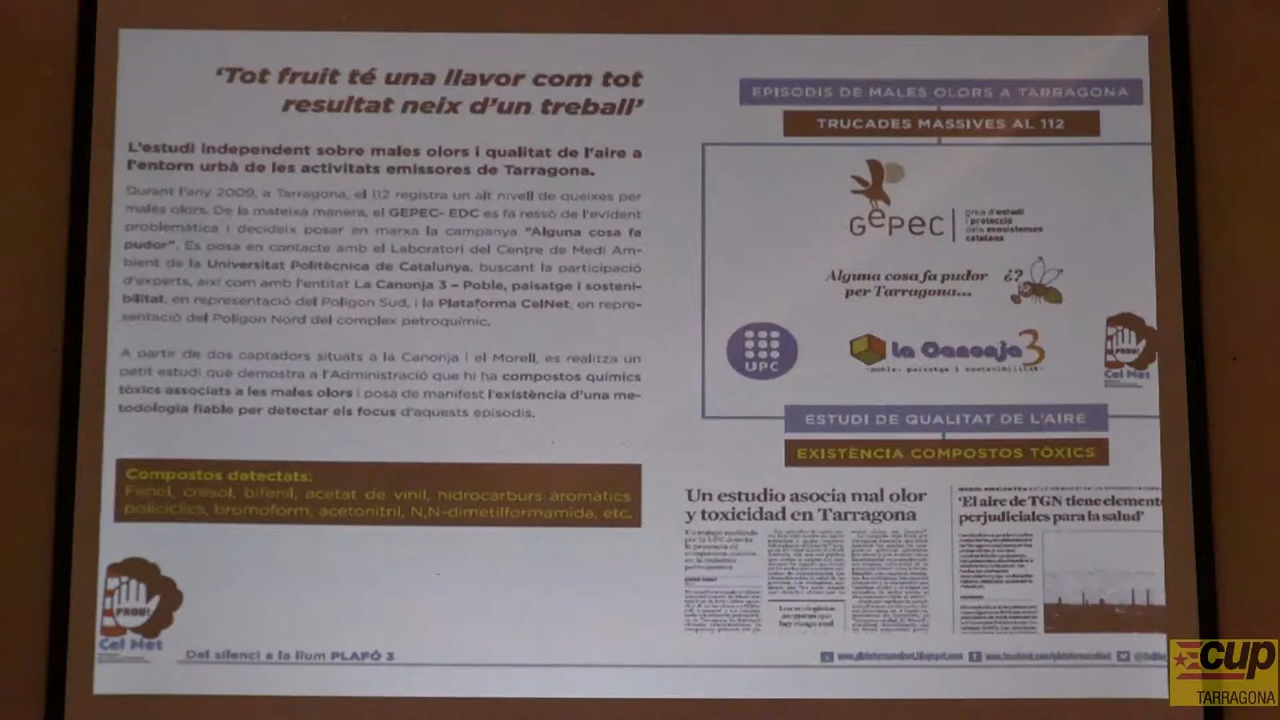 ‘Tot fruit té una llavor com tot
resultat neix d’un treball’
L’estudi independent sobre males olors i qualitat de l’aire a
l’entorn urbà de les activitats emissores de Tarragona.
Durant l’any 2009, a Tarragona, el 112 registra un alt nivell de queixes per
males olors. De la mateixa manera, el GEPEC- EDC es fa ressò de l’evident
problemàtica i decideix posar en marxa la campanya “Alguna cosa fa
pudor”. Es posa en contacte amb el Laboratori del Centre de Medi Am-
bient de la Universitat Politècnica de Catalunya, buscant la participació
d’experts, així com amb l’entitat La Canonja 3 – Poble, paisatge i sosteni-
bilitat, en representació del Polígon Sud, i la Plataforma CelNet, en repre-
sentació del Polígon Nord del complex petroquímic.
A partir de dos captadors situats a la Canonja i el Morell, es realitza un
petit estudi que demostra a l’Administració que hi ha compostos químics
tòxics associats a les males olors i posa de manifest l’existència d’una me-
todologia fiable per detectar els focus d’aquests episodis.
Compostos detectats:
Fenol, cresol, bifenil, acetat de vinil, hidrocarburs aromàtics
policíclics, bromoform, acetonitril, N,N-dimetilformamida, etc.
PROU!
Cel Net
Del silenci a la llum PLAFÓ 3
EPISODIS DE MALES OLORS A TARRAGONA
TRUCADES MASSIVES AL 112
GEPEC
grup d'estudi
i protecció
dels ecosistemes
catalans
Alguna cosa fa pudor ¿?
per Tarragona...
UPC
La Canonja 3
-poble, paisatge i sostenibilitat-
PROU!
Cel Net
ESTUDI DE QUALITAT DE L’AIRE
EXISTÈNCIA COMPOSTOS TÒXICS
Un estudio asocia mal olor
y toxicidad en Tarragona
Los ecologistas
aseguran que
hay riesgo real
‘El aire de TGN tiene element
perjudiciales para la salud’
CUP
TARRAGONA